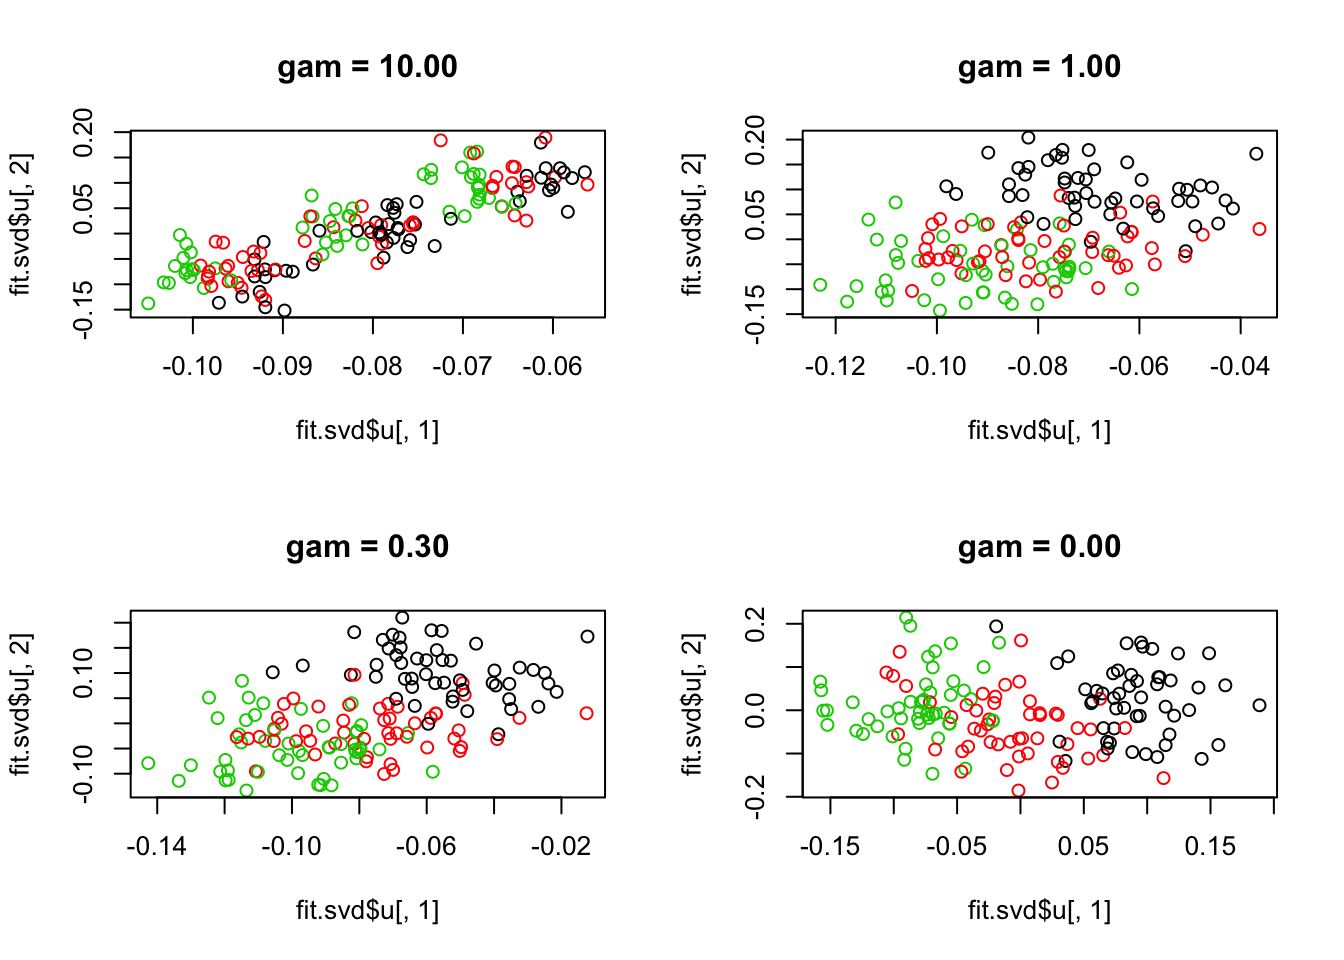 gam = 10.00
fit.svd$u[, 2]
0.20
0.05
-0.15
-0.10
-0.09
-0.08
-0.07
-0.06
fit.svd$u[, 1]
gam = 1.00
fit.svd$u[, 2]
0.20
0.05
-0.15
-0.12
-0.10
-0.08
-0.06
-0.04
fit.svd$u[, 1]
gam = 0.30
fit.svd$u[, 2]
0.10
-0.10
-0.14
-0.10
-0.06
-0.02
fit.svd$u[, 1]
gam = 0.00
fit.svd$u[, 2]
0.2
0.0
-0.2
-0.15
-0.05
0.05
0.15
fit.svd$u[, 1]